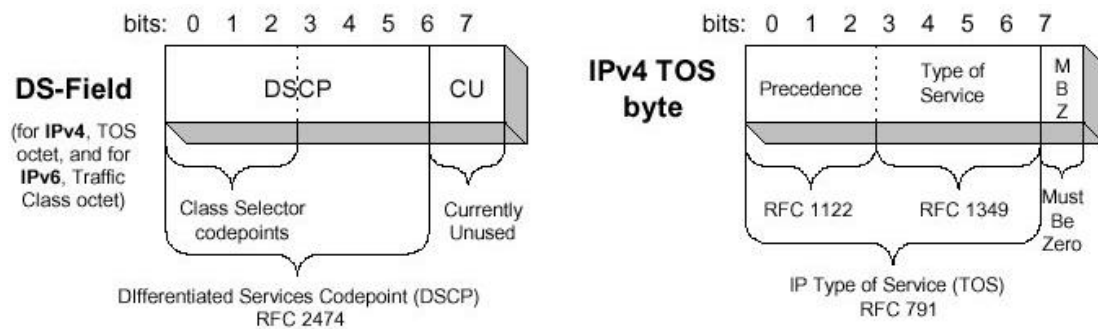 bits: 0 1 2 3 4 5 6 7
DS-Field
(for IPv4, TOS
octet, and for
IPv6, Traffic
Class octet)
DSCP
CU
Class Selector
codepoints
Currently
Unused
DIfferentiated Services Codepoint (DSCP)
RFC 2474
bits: 0 1 2 3 4 5 6 7
IPv4 TOS
byte
Precedence
Type of
Service
M
B
Z
RFC 1122
RFC 1349
Must
Be
Zero
IP Type of Service (TOS)
RFC 791